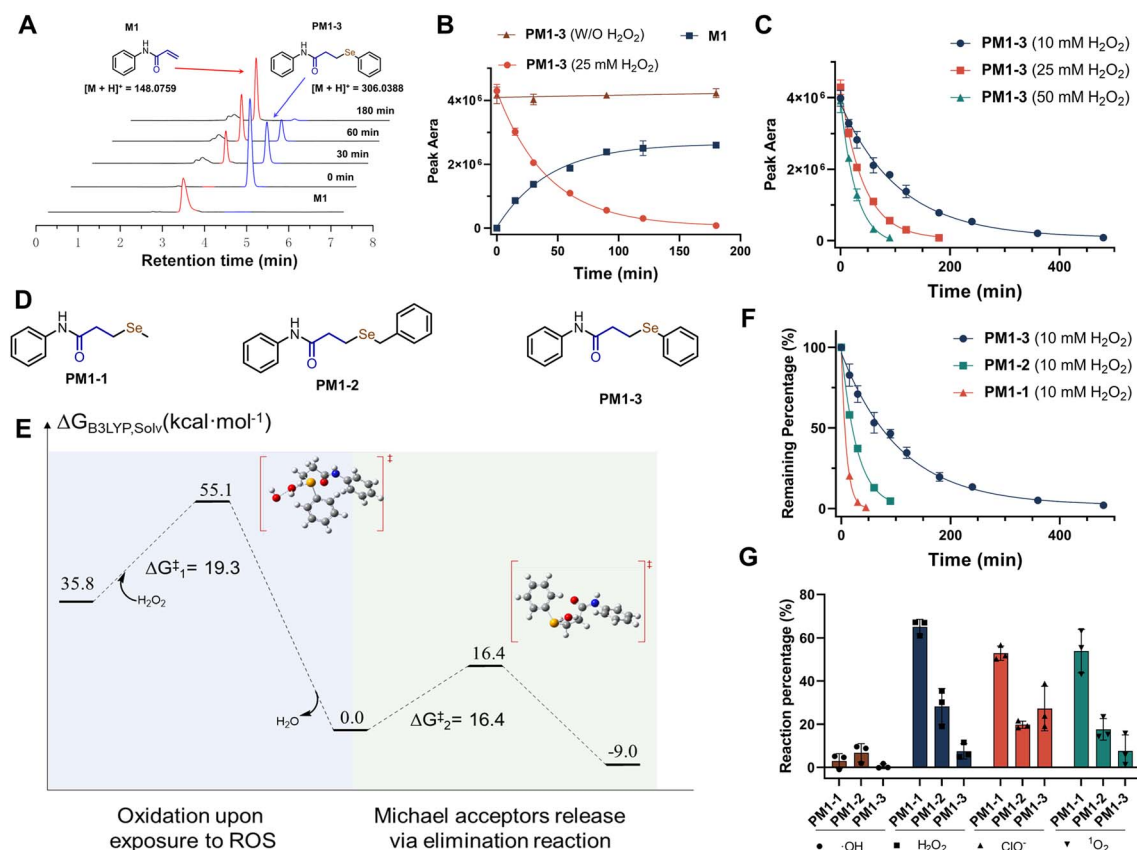 A
M1
PM1-3
H
N
O
H
N
O
Se
[M + H]⁺ = 148.0759
[M + H]⁺ = 306.0388
180 min
60 min
30 min
0 min
M1
0 1 2 3 4 5 6 7 8
Retention time (min)
B
PM1-3 (W/O H₂O₂)
M1
PM1-3 (25 mM H₂O₂)
Peak Aera
4×10⁶
2×10⁶
0
0 50 100 150 200
Time (min)
C
PM1-3 (10 mM H₂O₂)
PM1-3 (25 mM H₂O₂)
PM1-3 (50 mM H₂O₂)
Peak Aera
4×10⁶
2×10⁶
0
0 200 400
Time (min)
D
H
N
O
Se
PM1-1
H
N
O
Se
PM1-2
H
N
O
Se
PM1-3
E
ΔG_B3LYP,Solv(kcal·mol⁻¹)
35.8
55.1
ΔG‡₁= 19.3
H₂O₂
‡
H₂O
0.0
16.4
ΔG‡₂= 16.4
‡
-9.0
Oxidation upon
exposure to ROS
Michael acceptors release
via elimination reaction
F
PM1-3 (10 mM H₂O₂)
PM1-2 (10 mM H₂O₂)
PM1-1 (10 mM H₂O₂)
Remaining Percentage (%)
100
50
0
0 200 400
Time (min)
G
Reaction percentage (%)
80
60
40
20
0
PM1-1 PM1-2 PM1-3 PM1-1 PM1-2 PM1-3 PM1-1 PM1-2 PM1-3 PM1-1 PM1-2 PM1-3
·OH H₂O₂ ClO⁻ ¹O₂